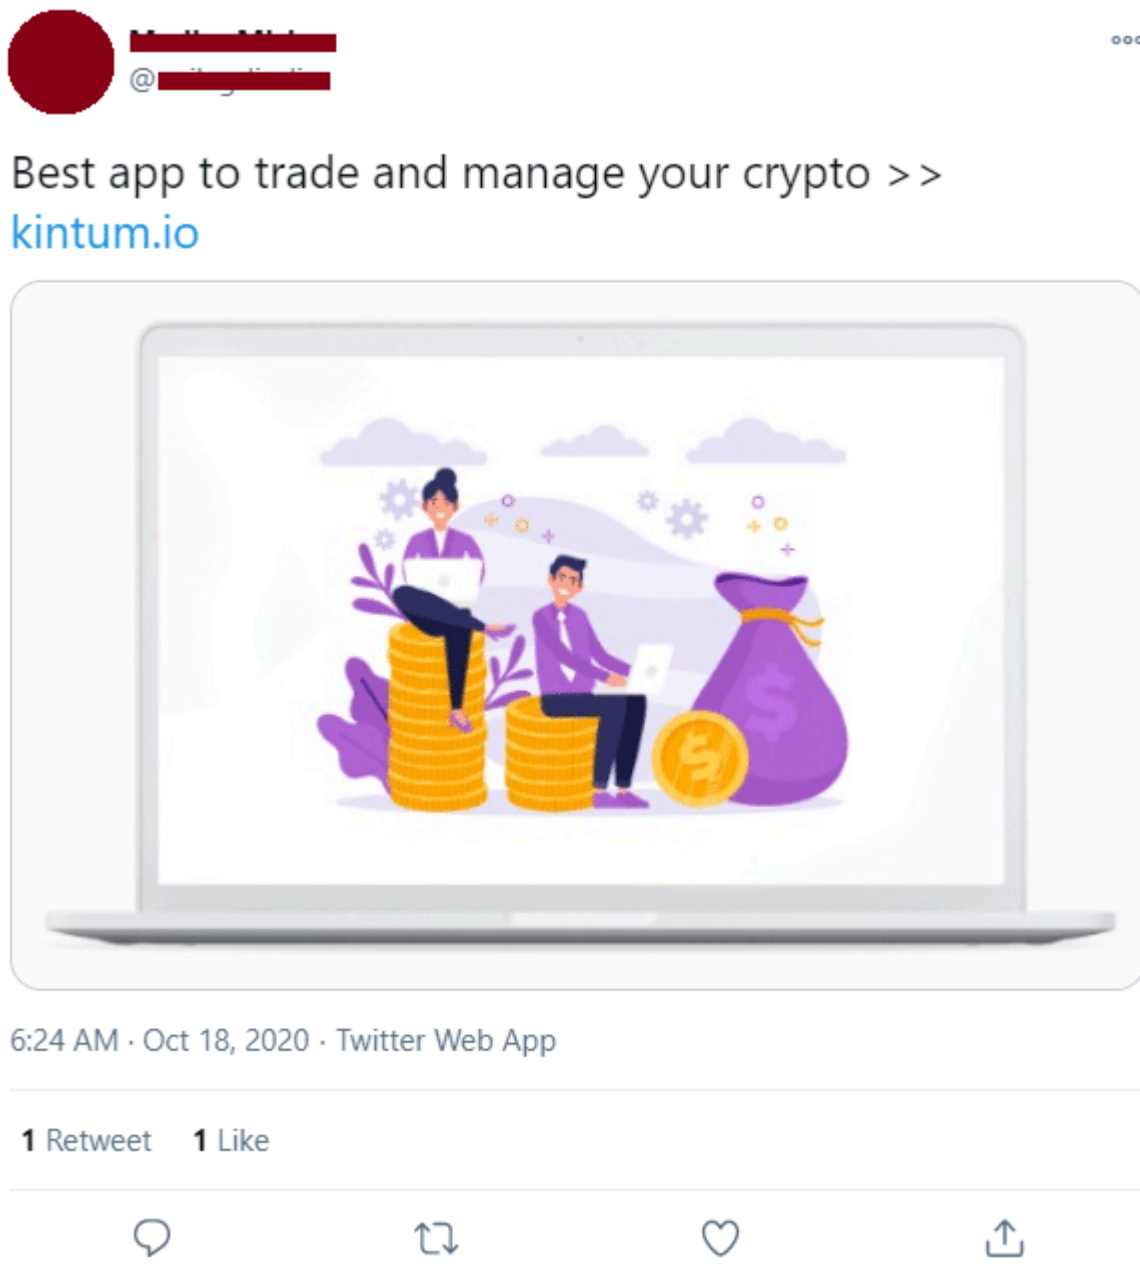 @
Best app to trade and manage your crypto >>
kintum.io
$
$
6:24 AM · Oct 18, 2020 · Twitter Web App
1 Retweet 1 Like